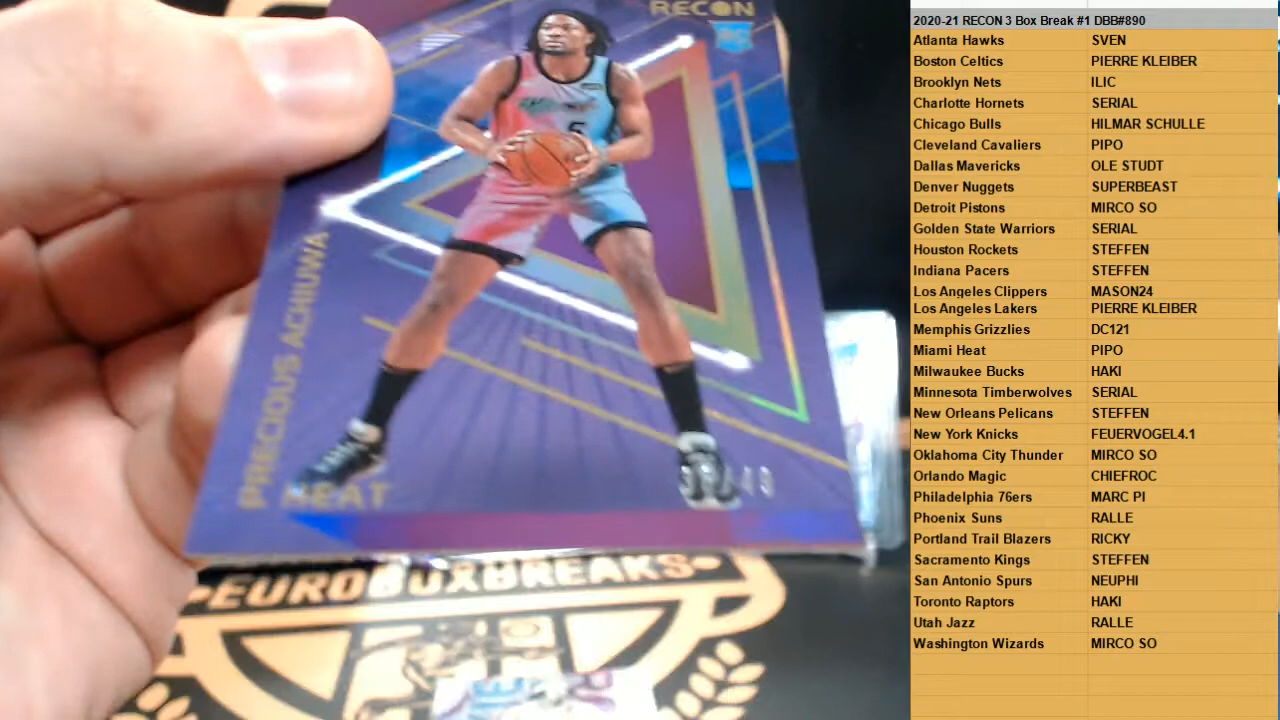 RECON
RC
PRECIOUS ACHIUWA
HEAT
EUROBOXBREAKS
2020-21 RECON 3 Box Break #1 DBB#890
Atlanta Hawks SVEN
Boston Celtics PIERRE KLEIBER
Brooklyn Nets ILIC
Charlotte Hornets SERIAL
Chicago Bulls HILMAR SCHULLE
Cleveland Cavaliers PIPO
Dallas Mavericks OLE STUDT
Denver Nuggets SUPERBEAST
Detroit Pistons MIRCO SO
Golden State Warriors SERIAL
Houston Rockets STEFFEN
Indiana Pacers STEFFEN
Los Angeles Clippers MASON24
Los Angeles Lakers PIERRE KLEIBER
Memphis Grizzlies DC121
Miami Heat PIPO
Milwaukee Bucks HAKI
Minnesota Timberwolves SERIAL
New Orleans Pelicans STEFFEN
New York Knicks FEUERVOGEL4.1
Oklahoma City Thunder MIRCO SO
Orlando Magic CHIEFROC
Philadelphia 76ers MARC PI
Phoenix Suns RALLE
Portland Trail Blazers RICKY
Sacramento Kings STEFFEN
San Antonio Spurs NEUPHI
Toronto Raptors HAKI
Utah Jazz RALLE
Washington Wizards MIRCO SO